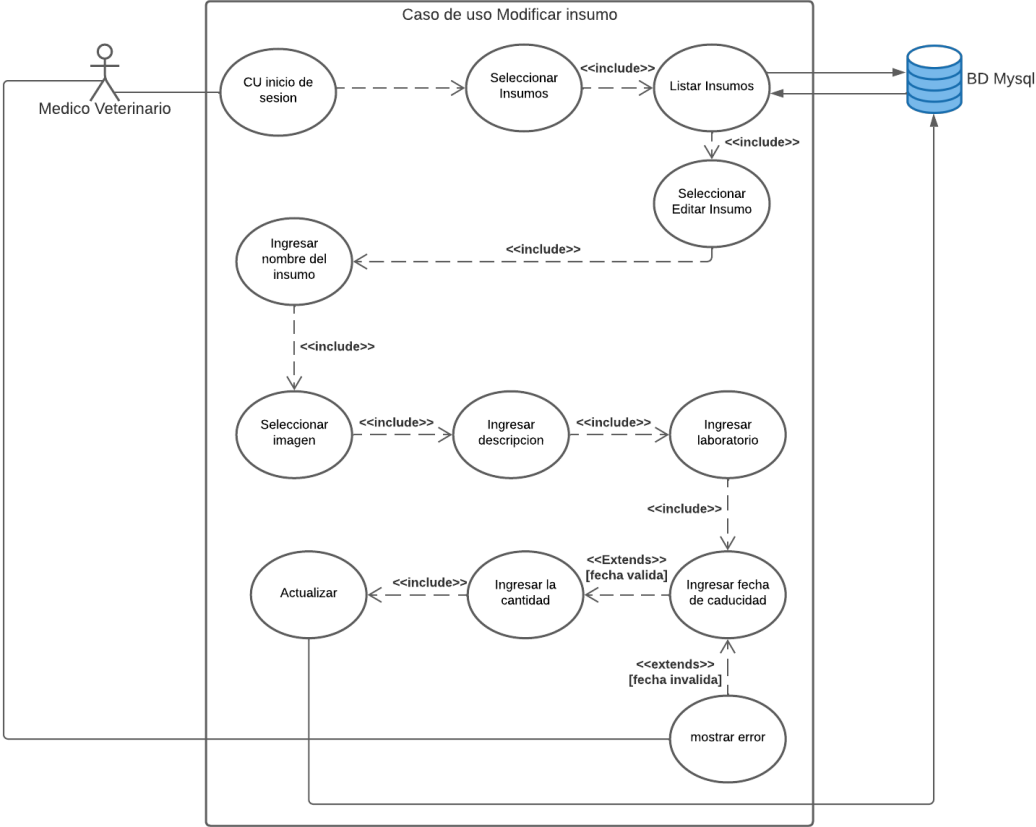 Caso de uso Modificar insumo
Medico Veterinario
CU inicio de
sesion
Seleccionar
Insumos
<<include>>
Listar Insumos
BD Mysql
<<include>>
Seleccionar
Editar Insumo
<<include>>
Ingresar
nombre del
insumo
<<include>>
Seleccionar
imagen
<<include>>
Ingresar
descripcion
<<include>>
Ingresar
laboratorio
<<include>>
Ingresar fecha
de caducidad
<<Extends>>
[fecha valida]
Ingresar la
cantidad
<<include>>
Actualizar
<<extends>>
[fecha invalida]
mostrar error